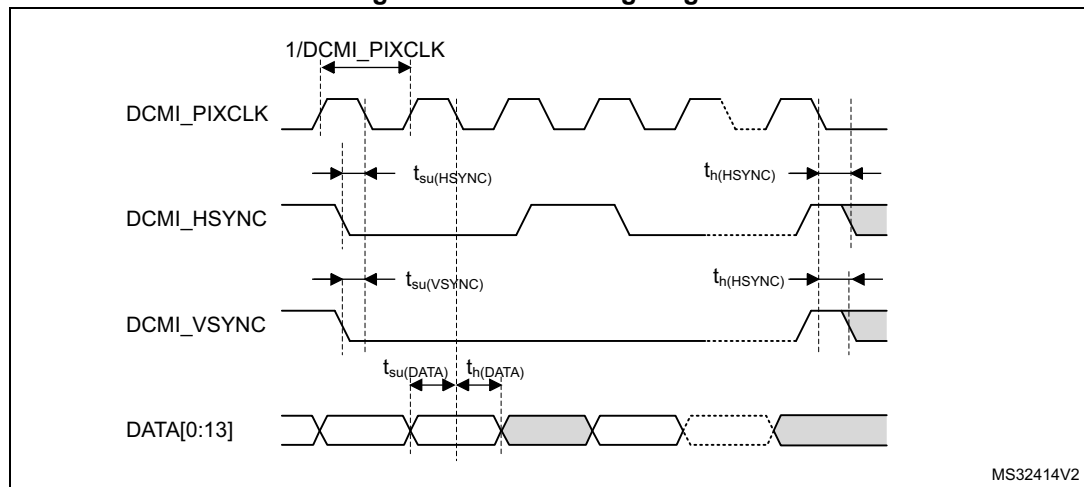 1/DCMI_PIXCLK
DCMI_PIXCLK
tsu(HSYNC)
th(HSYNC)
DCMI_HSYNC
tsu(VSYNC)
th(HSYNC)
DCMI_VSYNC
tsu(DATA)
th(DATA)
DATA[0:13]
MS32414V2